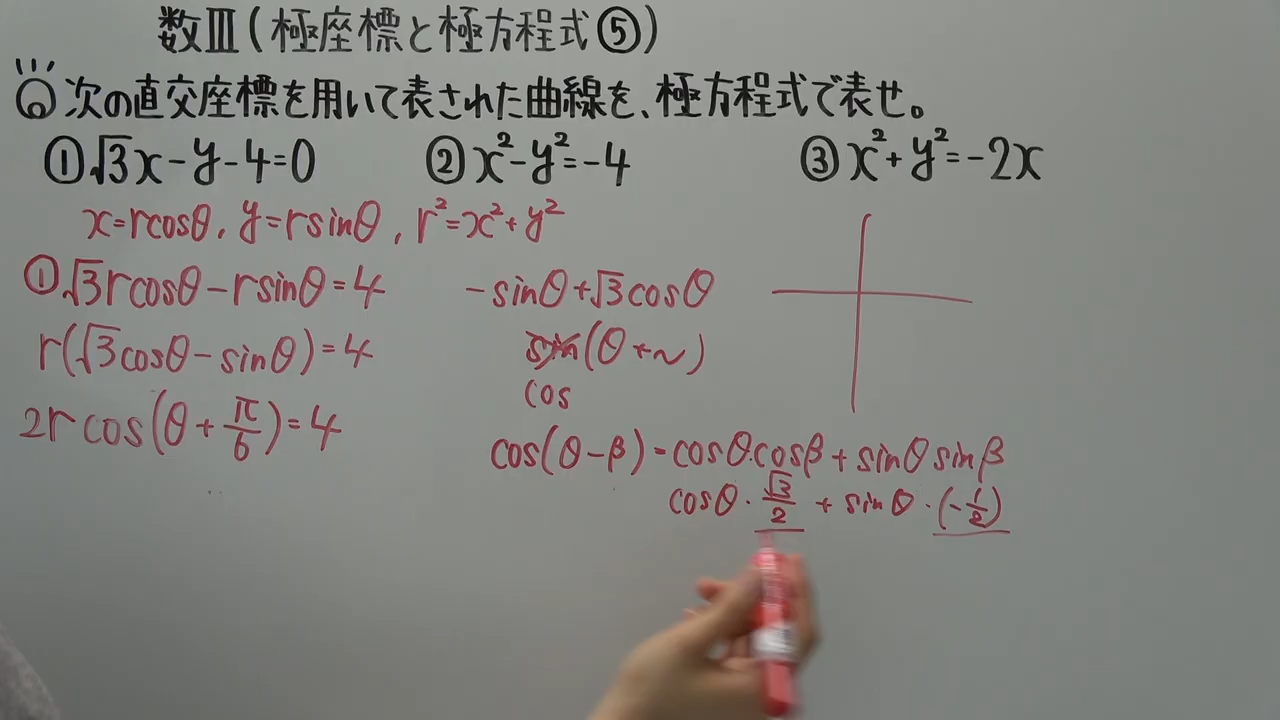 数Ⅲ(極座標と極方程式⑤)
Q 次の直交座標を用いて表された曲線を、極方程式で表せ。
①√3x-y-4=0 ②x²-y²=-4 ③x²+y²=-2x
x=rcosθ, y=rsinθ, r²=x²+y²
①√3rcosθ-rsinθ=4
r(√3cosθ-sinθ)=4
2rcos(θ+π/6)=4
-sinθ+√3cosθ
sin(θ+~)
cos
cos(θ-β)=cosθ.cosβ+sinθsinβ
cosθ・√3/2+sinθ・(-1/2)